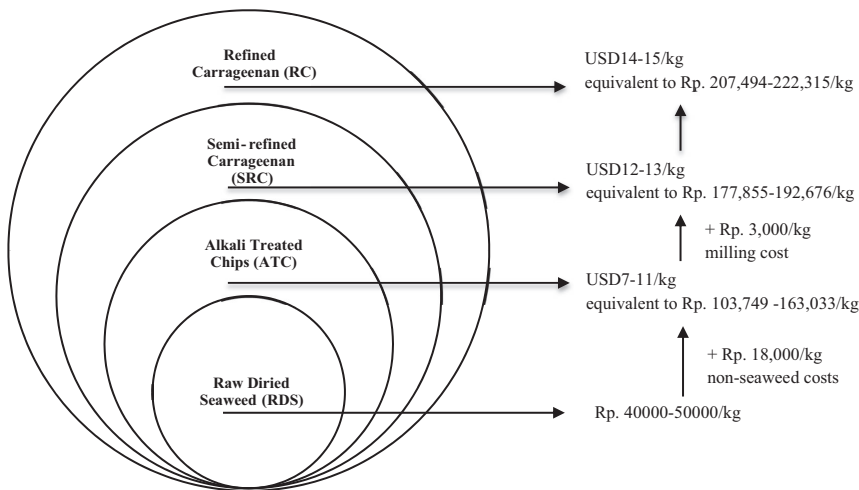 Refined
Carrageenan (RC)
USD14-15/kg
equivalent to Rp. 207,494-222,315/kg
Semi-refined
Carrageenan
(SRC)
USD12-13/kg
equivalent to Rp. 177,855-192,676/kg
+ Rp. 3,000/kg
milling cost
Alkali Treated
Chips (ATC)
USD7-11/kg
equivalent to Rp. 103,749 -163,033/kg
+ Rp. 18,000/kg
non-seaweed costs
Raw Diried
Seaweed (RDS)
Rp. 40000-50000/kg